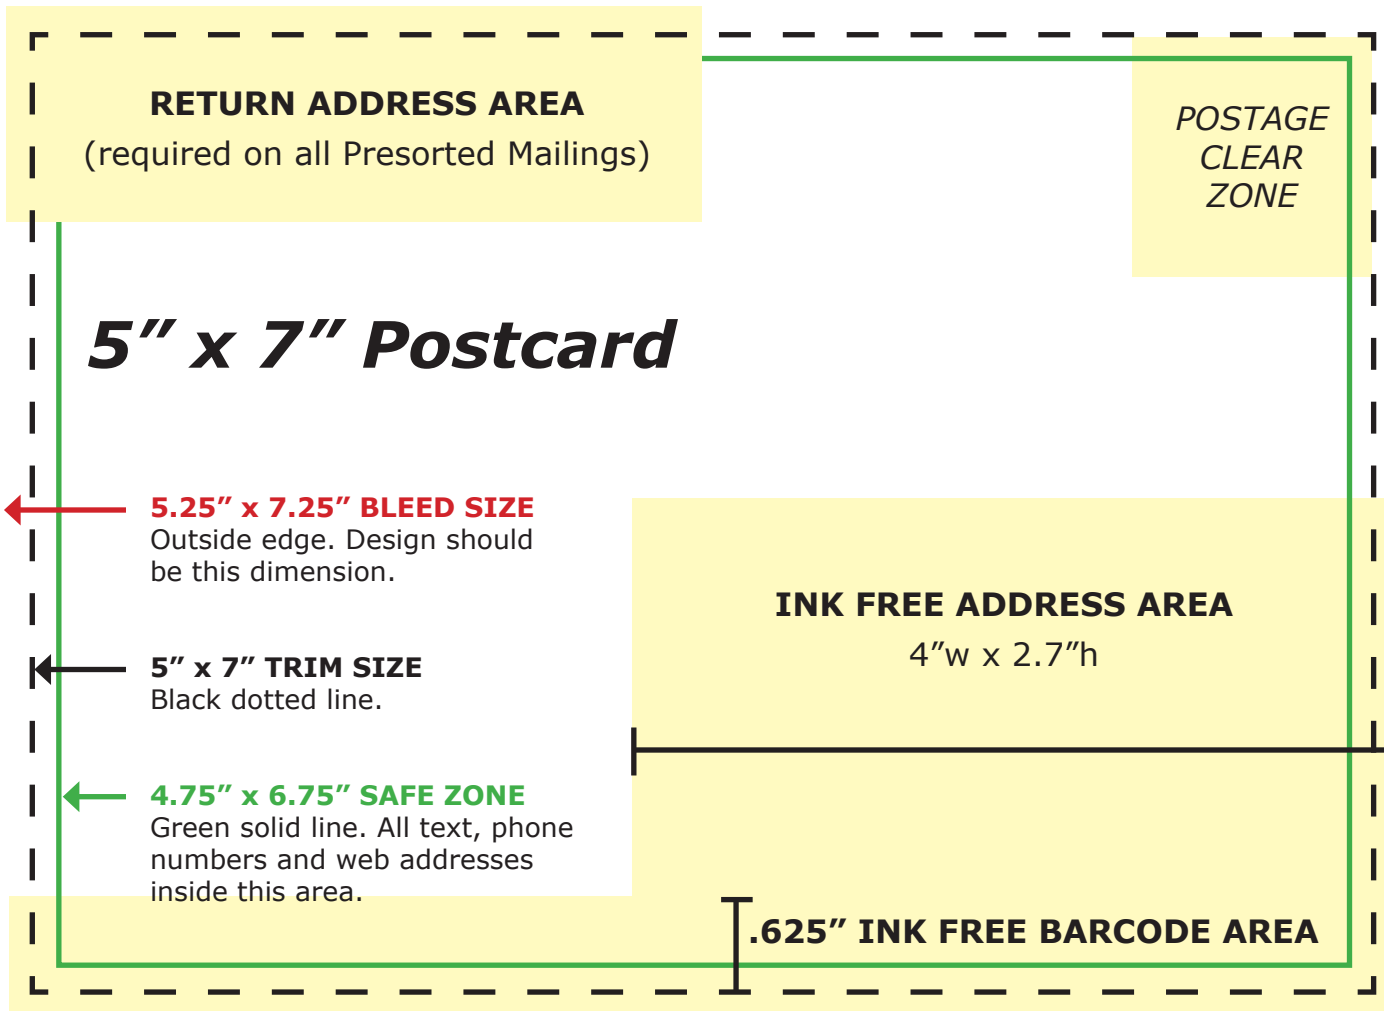 RETURN ADDRESS AREA
(required on all Presorted Mailings)
POSTAGE
CLEAR
ZONE
5” x 7” Postcard
5.25” x 7.25” BLEED SIZE
Outside edge. Design should
be this dimension.
5” x 7” TRIM SIZE
Black dotted line.
4.75” x 6.75” SAFE ZONE
Green solid line. All text, phone
numbers and web addresses
inside this area.
INK FREE ADDRESS AREA
4”w x 2.7”h
.625” INK FREE BARCODE AREA